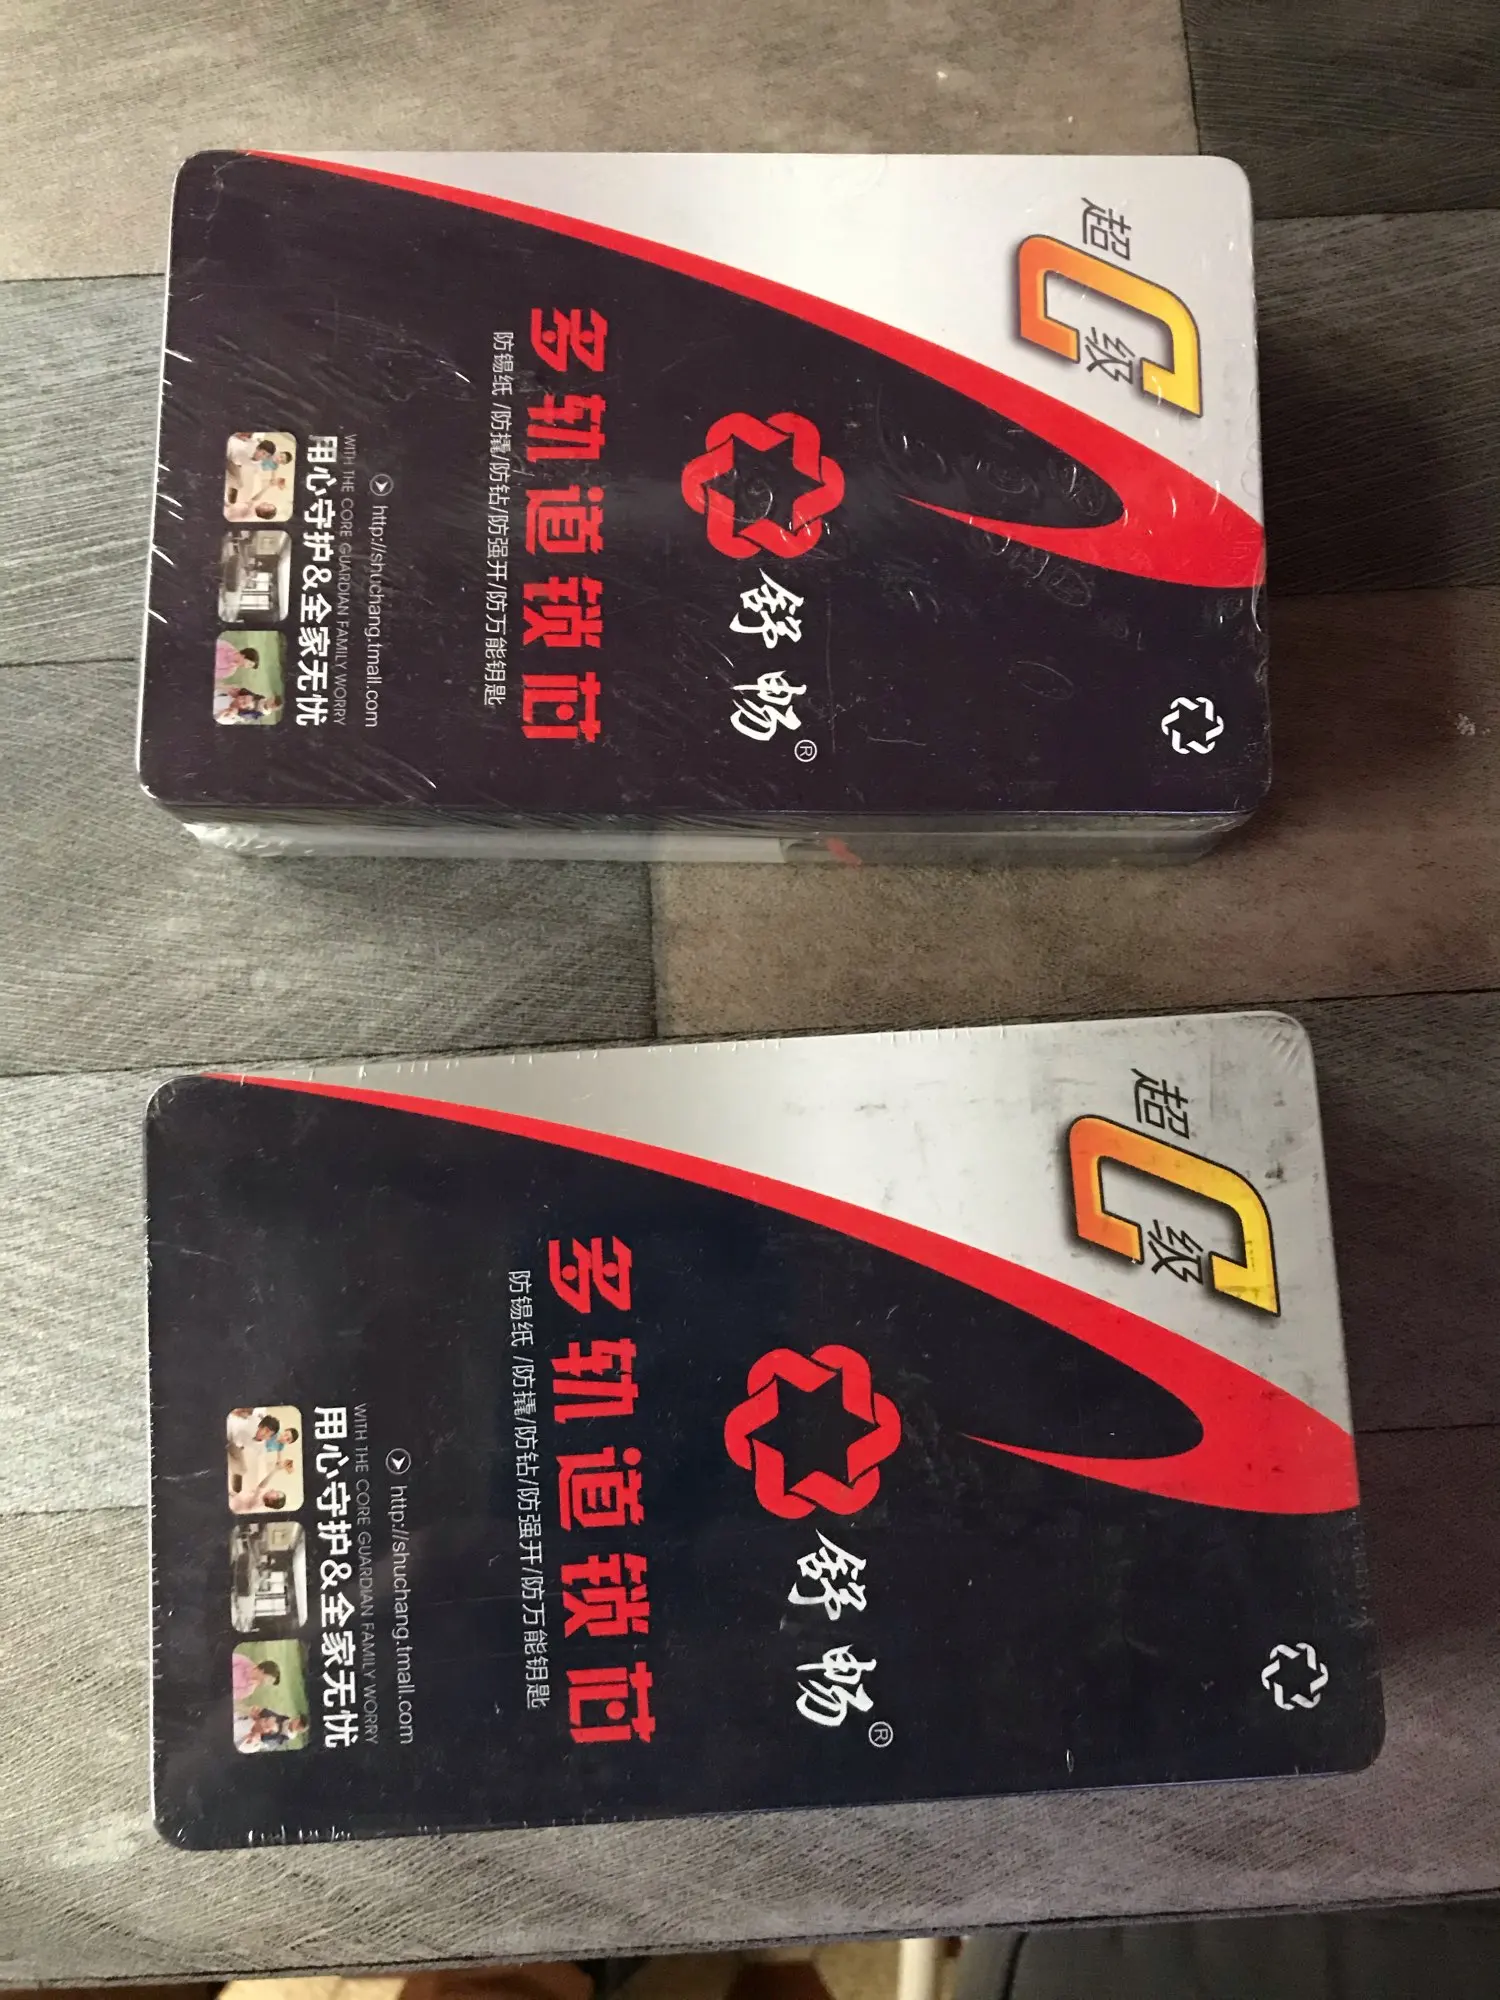 超C级
舒畅®
多轨道锁芯
防锡纸/防撬/防钻/防强开/防万能钥匙
http://shuchang.tmall.com
WITH THE CORE GUARDIAN FAMILY WORRY
用心守护&全家无忧
超C级
舒畅®
多轨道锁芯
防锡纸/防撬/防钻/防强开/防万能钥匙
http://shuchang.tmall.com
WITH THE CORE GUARDIAN FAMILY WORRY
用心守护&全家无忧